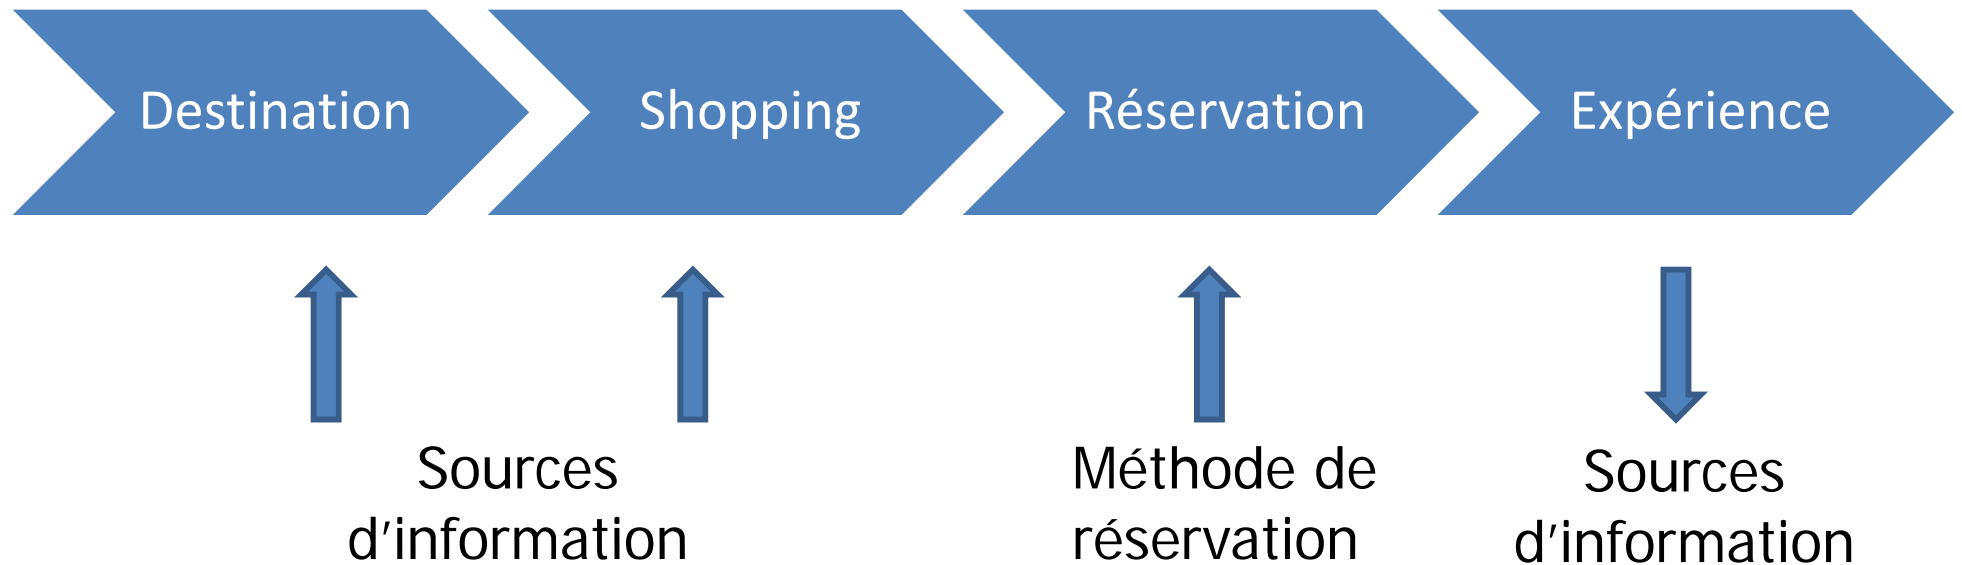 Destination
Shopping
Réservation
Expérience
Sources
d'information
Méthode de
réservation
Sources
d'information